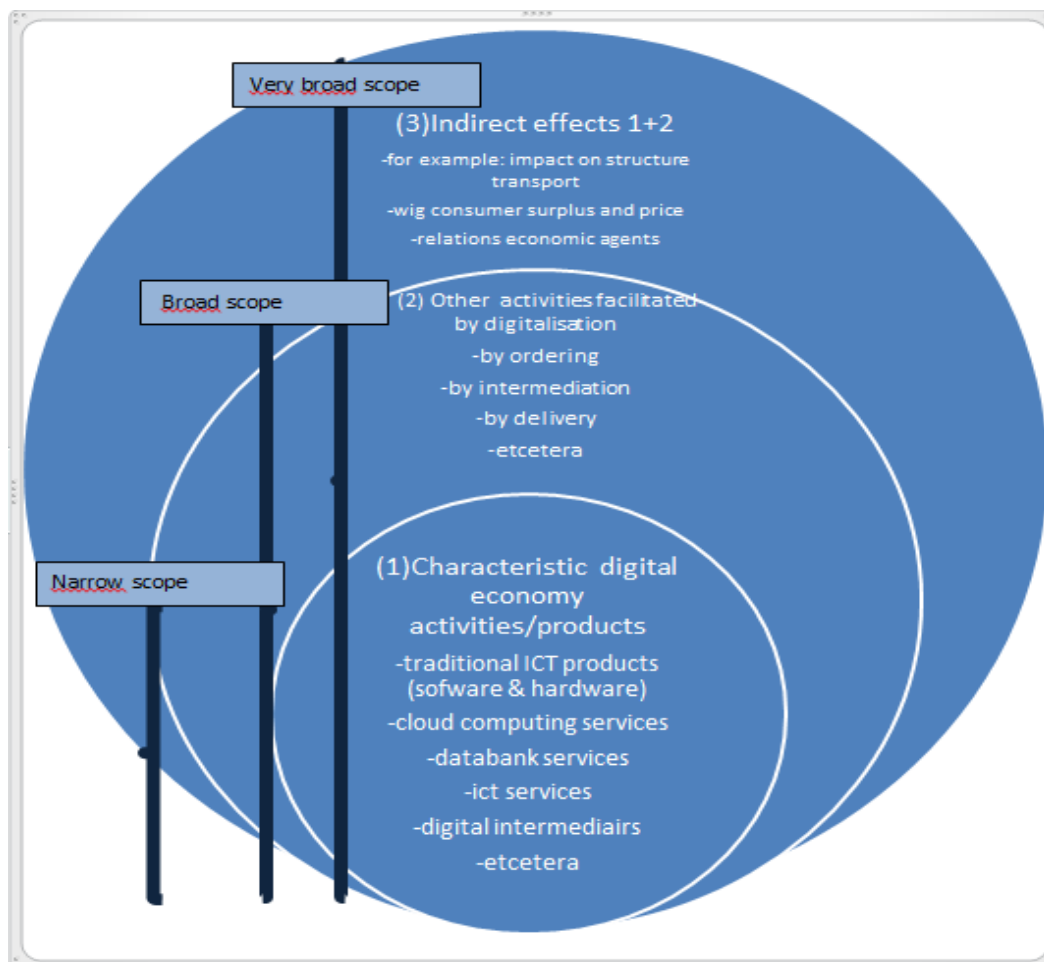 Very broad scope
(3)Indirect effects 1+2
-for example: impact on structure
transport
-wig consumer surplus and price
-relations economic agents
Broad scope
(2) Other activities facilitated
by digitalisation
-by ordering
-by intermediation
-by delivery
-etcetera
Narrow scope
(1)Characteristic digital
economy
activities/products
-traditional ICT products
(sofware & hardware)
-cloud computing services
-databank services
-ict services
-digital intermediairs
-etcetera